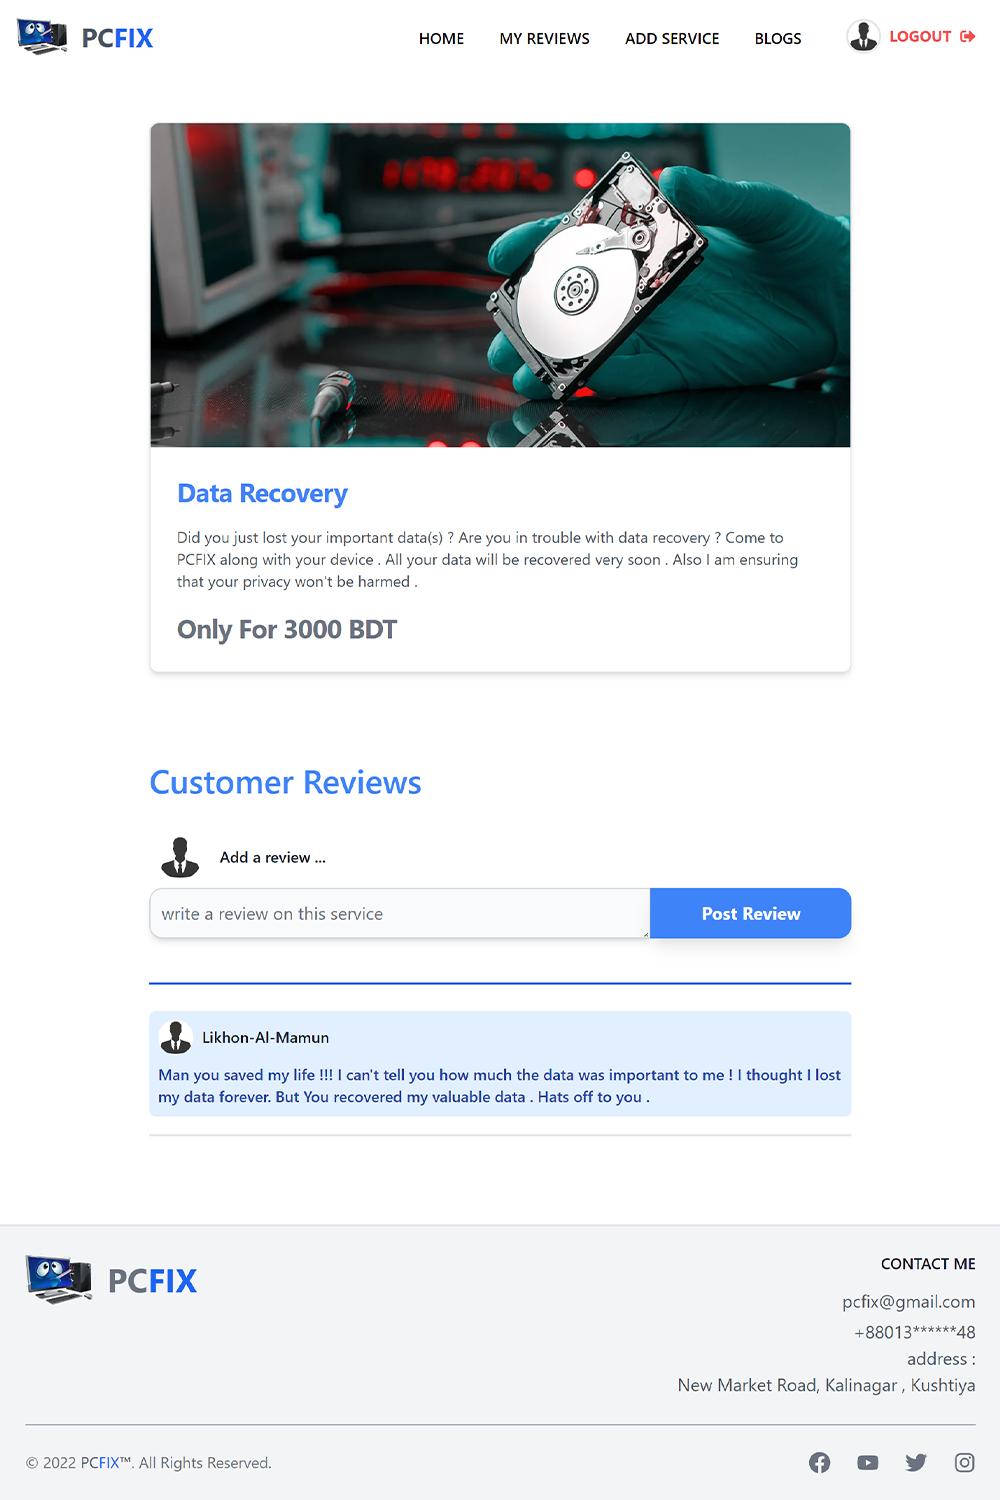 PCFIX
HOME
MY REVIEWS
ADD SERVICE
BLOGS
LOGOUT
Data Recovery
Did you just lost your important data(s) ? Are you in trouble with data recovery ? Come to
PCFIX along with your device . All your data will be recovered very soon . Also I am ensuring
that your privacy won't be harmed .
Only For 3000 BDT
Customer Reviews
Add a review ...
write a review on this service
Post Review
Likhon-Al-Mamun
Man you saved my life !!! I can't tell you how much the data was important to me ! I thought I lost
my data forever. But You recovered my valuable data . Hats off to you .
PCFIX
CONTACT ME
pcfix@gmail.com
+88013******48
address :
New Market Road, Kalinagar , Kushtiya
© 2022 PCFIX™. All Rights Reserved.